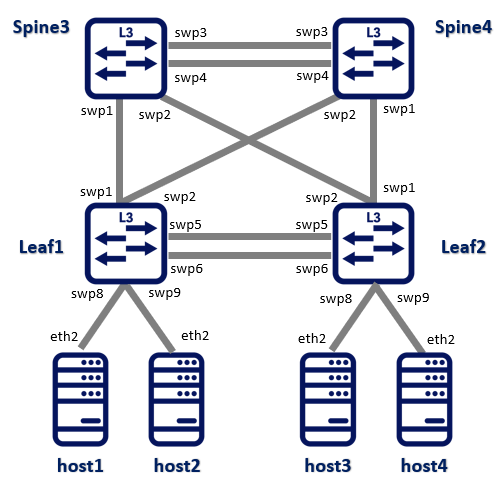 Spine3
L3
swp3
swp3
L3
Spine4
swp4
swp4
swp1
swp2
swp2
swp1
swp1
swp2
swp2
swp1
Leaf1
L3
swp5
swp5
L3
Leaf2
swp6
swp6
swp8
swp9
swp8
swp9
eth2
eth2
eth2
eth2
host1
host2
host3
host4